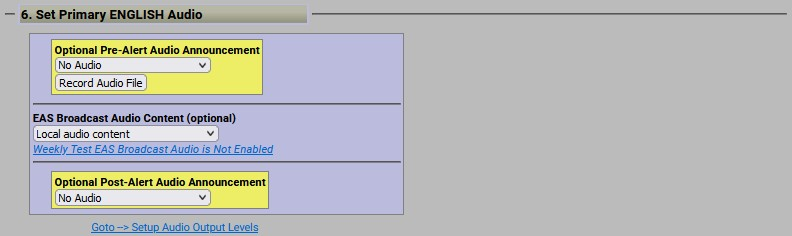 6. Set Primary ENGLISH Audio
Optional Pre-Alert Audio Announcement
No Audio
Record Audio File
EAS Broadcast Audio Content (optional)
Local audio content
Weekly Test EAS Broadcast Audio is Not Enabled
Optional Post-Alert Audio Announcement
No Audio
Goto --> Setup Audio Output Levels